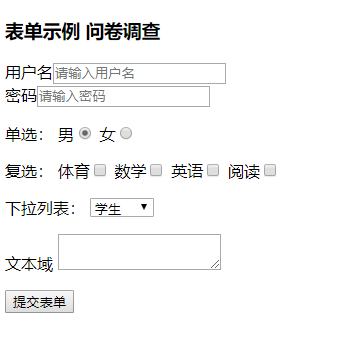 表单示例 问卷调查
用户名请输入用户名
密码请输入密码
单选： 男 女
复选： 体育 数学 英语 阅读
下拉列表： 学生
文本域
提交表单